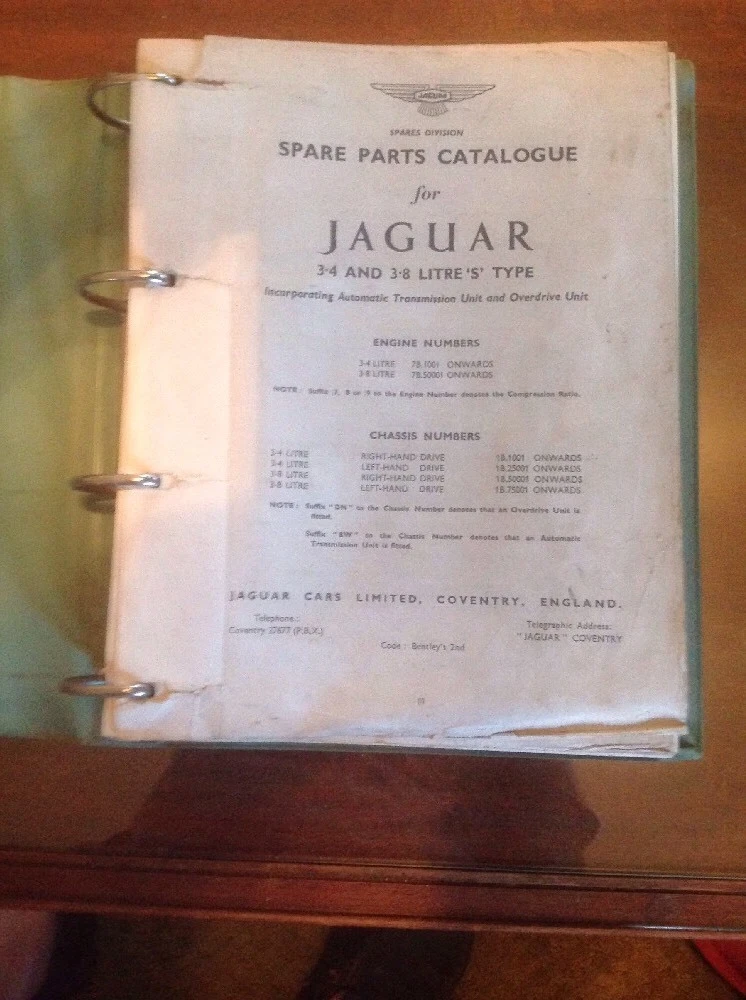 JAGUAR
SPARES DIVISION
SPARE PARTS CATALOGUE
for
JAGUAR
3·4 AND 3·8 LITRE 'S' TYPE
Incorporating Automatic Transmission Unit and Overdrive Unit
ENGINE NUMBERS
3·4 LITRE 7B.1001 ONWARDS
3·8 LITRE 7B.50001 ONWARDS
NOTE: Suffix 7, 8 or 9 to the Engine Number denotes the Compression Ratio.
CHASSIS NUMBERS
3·4 LITRE RIGHT-HAND DRIVE 1B.1001 ONWARDS
3·4 LITRE LEFT-HAND DRIVE 1B.25001 ONWARDS
3·8 LITRE RIGHT-HAND DRIVE 1B.50001 ONWARDS
3·8 LITRE LEFT-HAND DRIVE 1B.75001 ONWARDS
NOTE: Suffix "DN" to the Chassis Number denotes that an Overdrive Unit is
fitted.
Suffix "BW" to the Chassis Number denotes that an Automatic
Transmission Unit is fitted.
JAGUAR CARS LIMITED, COVENTRY, ENGLAND.
Telephone:
Coventry 27677 (P.B.X.)
Telegraphic Address:
"JAGUAR" COVENTRY
Code: Bentley's 2nd